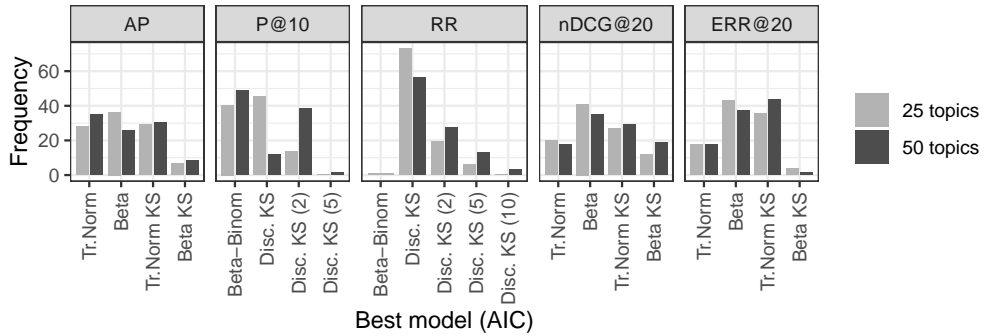 AP
P@10
RR
nDCG@20
ERR@20
Frequency
60
40
20
0
Tr.Norm
Beta
Tr.Norm KS
Beta KS
Beta−Binom
Disc. KS
Disc. KS (2)
Disc. KS (5)
Beta−Binom
Disc. KS
Disc. KS (2)
Disc. KS (5)
Disc. KS (10)
Tr.Norm
Beta
Tr.Norm KS
Beta KS
Tr.Norm
Beta
Tr.Norm KS
Beta KS
Best model (AIC)
25 topics
50 topics